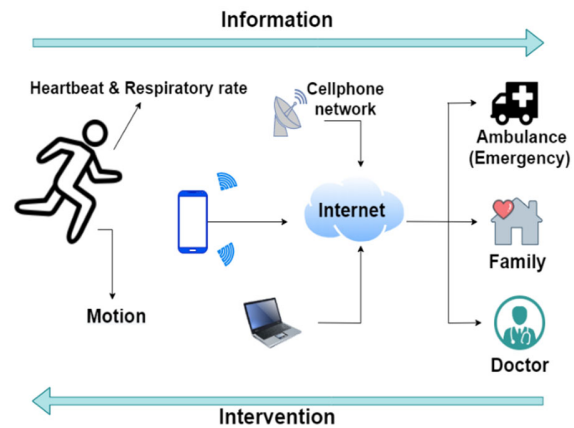 Information
Heartbeat & Respiratory rate
Cellphone
network
Ambulance
(Emergency)
Internet
Family
Motion
Doctor
Intervention